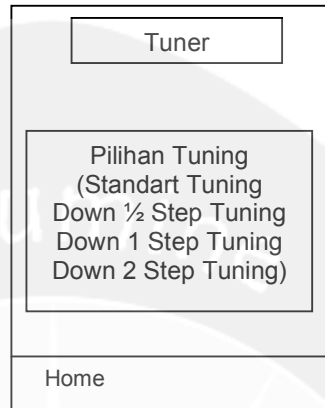 Tuner
Pilihan Tuning
(Standart Tuning
Down ½ Step Tuning
Down 1 Step Tuning
Down 2 Step Tuning)
Home